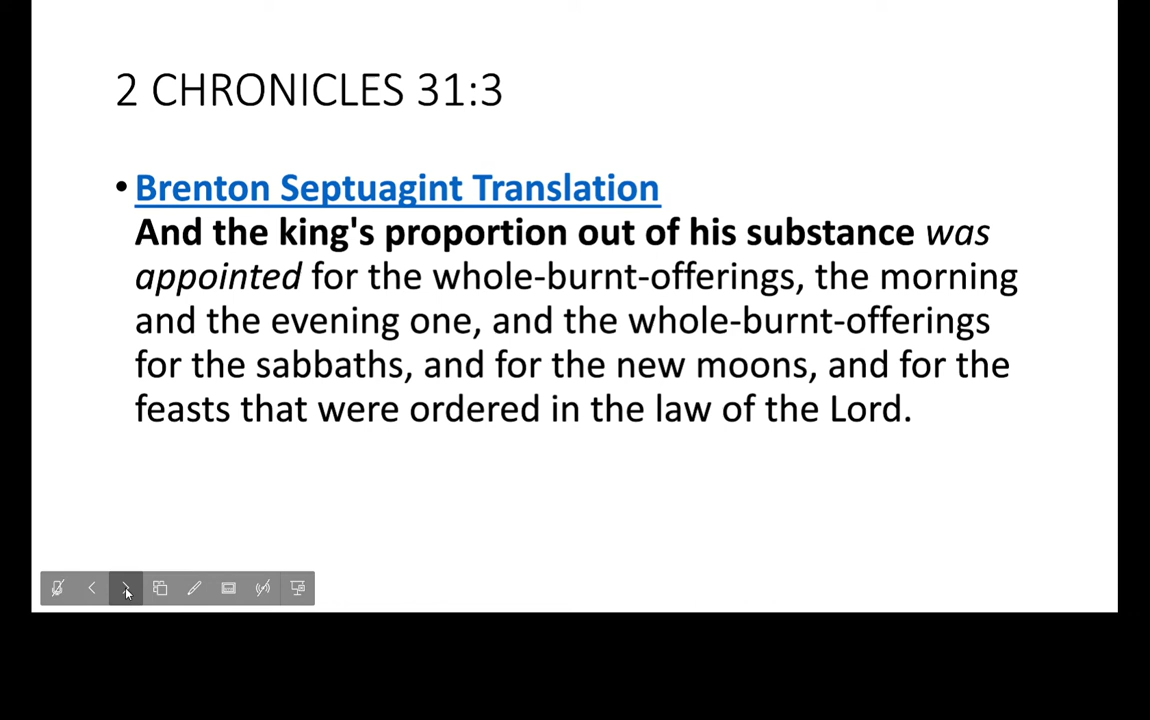 2 CHRONICLES 31:3
• Brenton Septuagint Translation
And the king's proportion out of his substance was
appointed for the whole-burnt-offerings, the morning
and the evening one, and the whole-burnt-offerings
for the sabbaths, and for the new moons, and for the
feasts that were ordered in the law of the Lord.